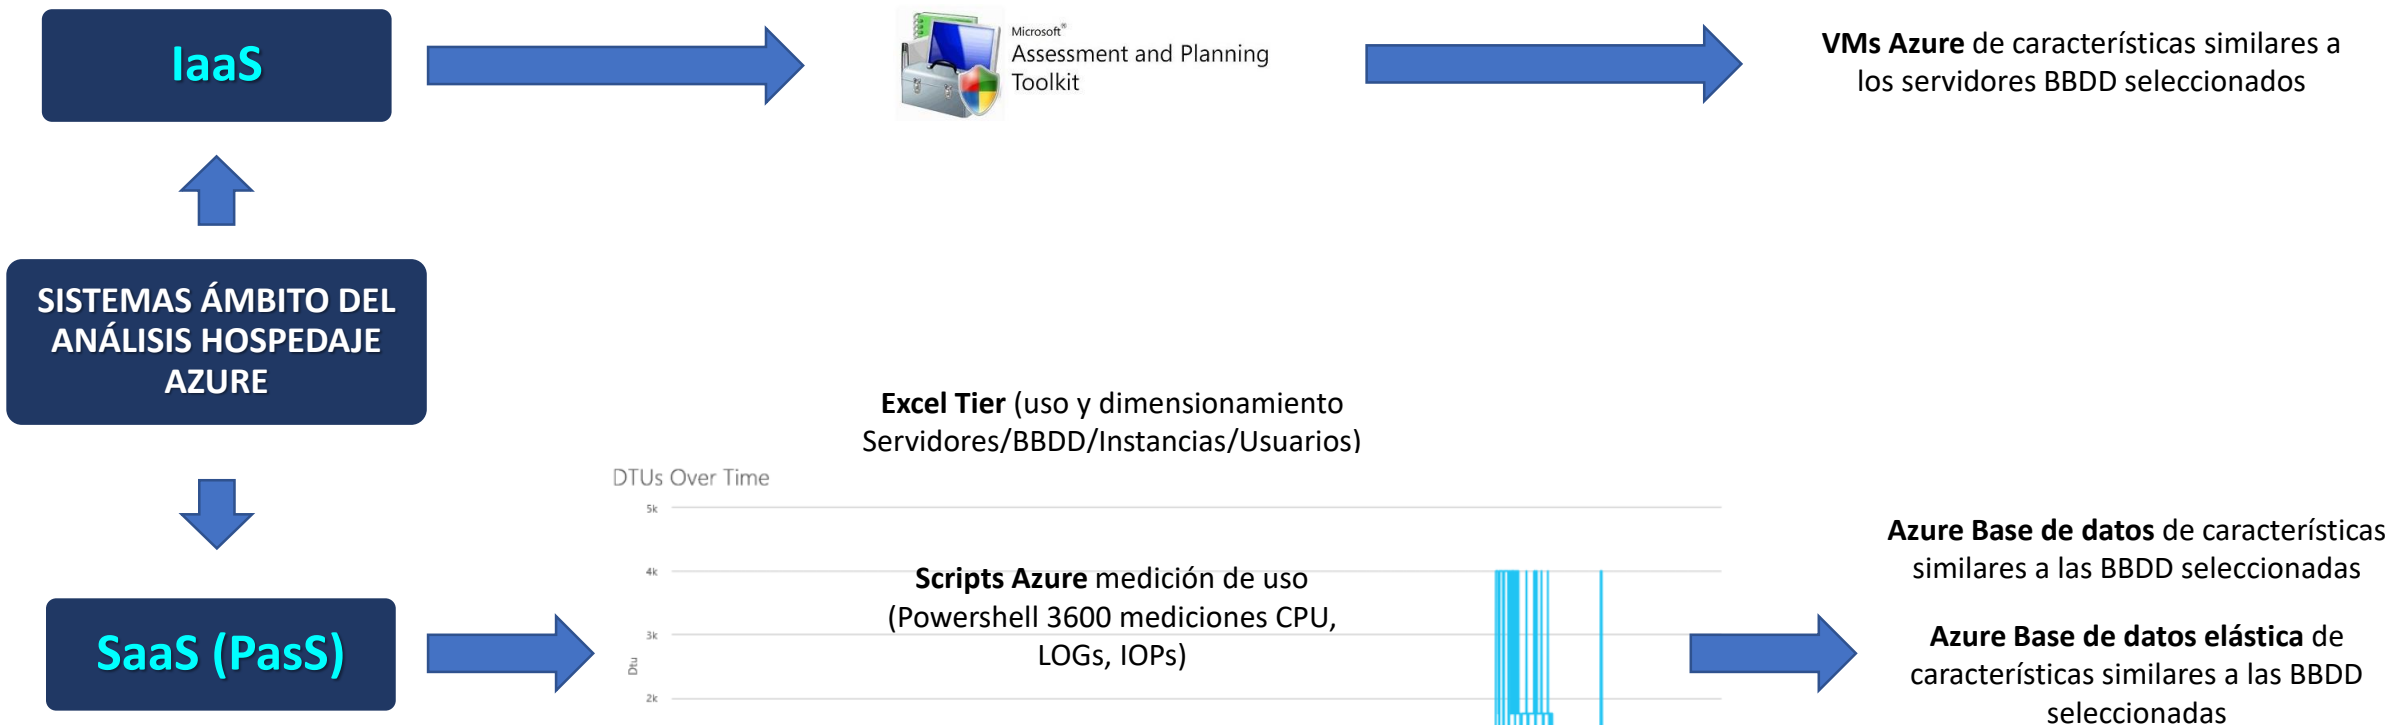 IaaS
Microsoft®
Assessment and Planning
Toolkit
VMs Azure de características similares a
los servidores BBDD seleccionados
SISTEMAS ÁMBITO DEL
ANÁLISIS HOSPEDAJE
AZURE
Excel Tier (uso y dimensionamiento
Servidores/BBDD/Instancias/Usuarios)
DTUs Over Time
5k
4k
3k
2k
Dtu
Scripts Azure medición de uso
(Powershell 3600 mediciones CPU,
LOGs, IOPs)
SaaS (PasS)
Azure Base de datos de características
similares a las BBDD seleccionadas
Azure Base de datos elástica de
características similares a las BBDD
seleccionadas